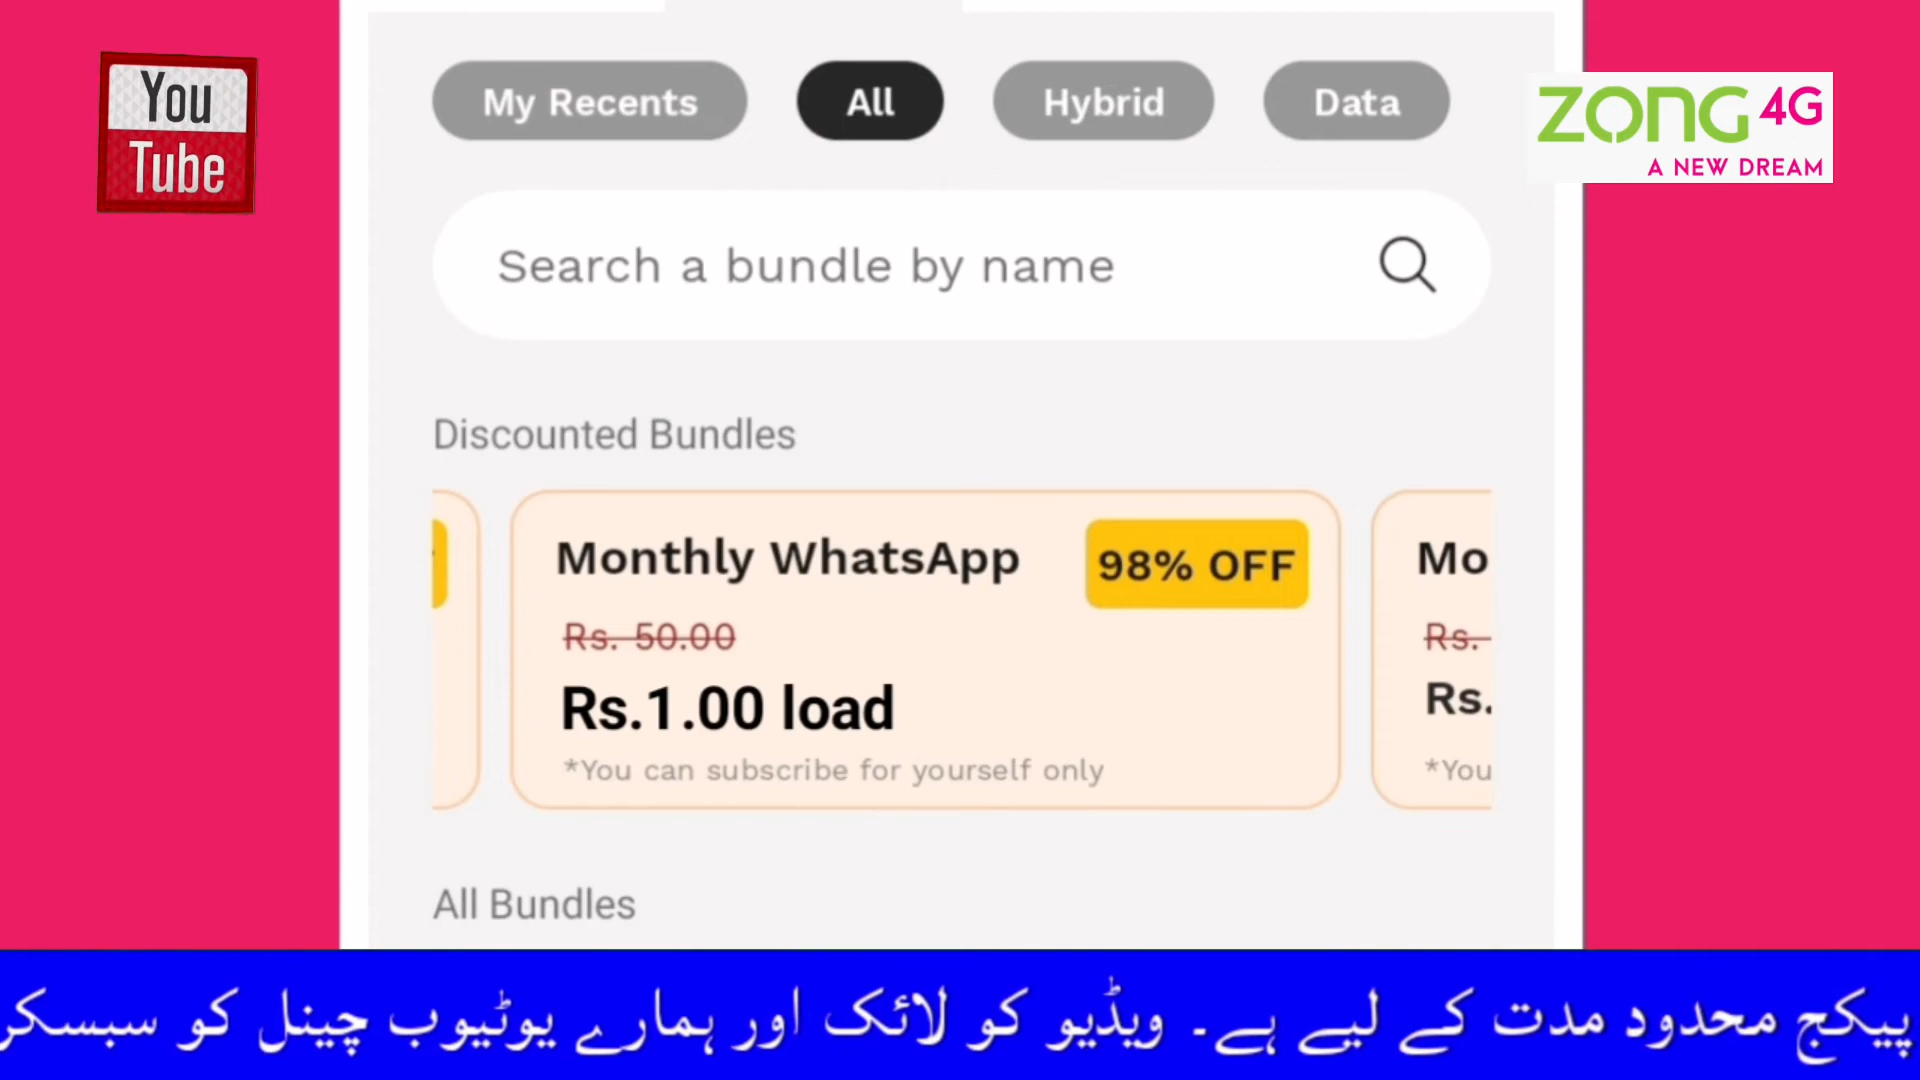 You
Tube
My Recents All Hybrid Data
ZONG 4G
A NEW DREAM
Search a bundle by name
Discounted Bundles
Monthly WhatsApp 98% OFF Mo
Rs. 50.00 Rs.
Rs.1.00 load Rs.
*You can subscribe for yourself only *You
All Bundles
پیکج محدود مدت کے لیے ہے۔ ویڈیو کو لائک اور ہمارے یوٹیوب چینل کو سبسکر